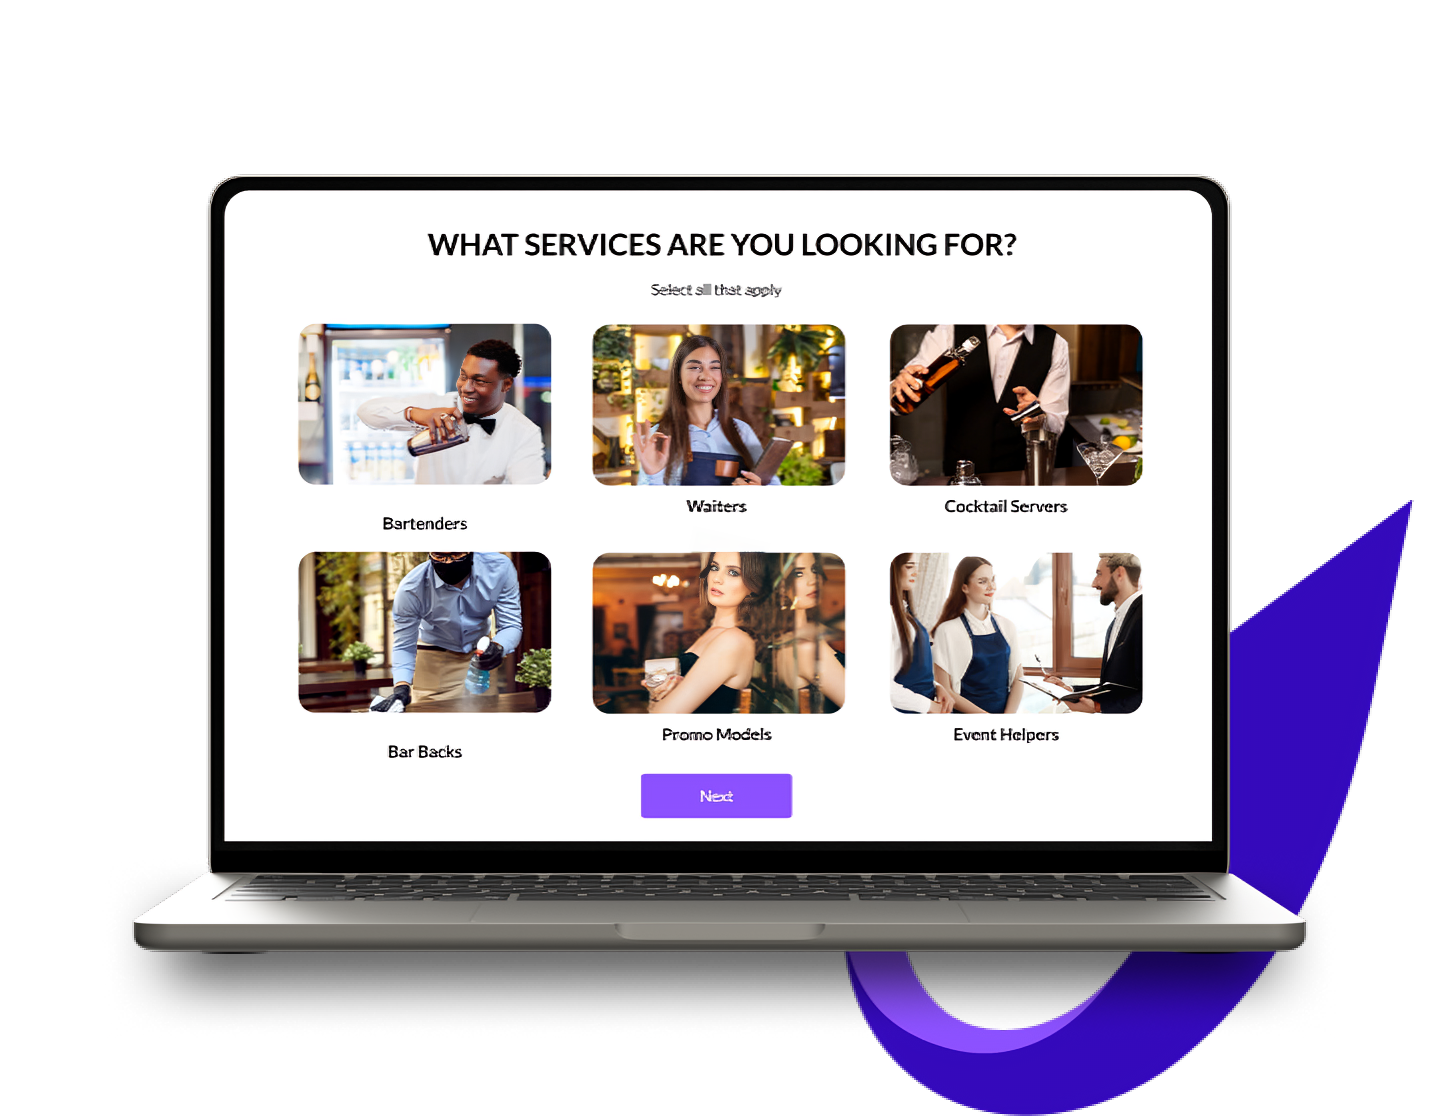 WHAT SERVICES ARE YOU LOOKING FOR?
Select all that apply
Bartenders
Waiters
Cocktail Servers
Bar Backs
Promo Models
Event Helpers
Next